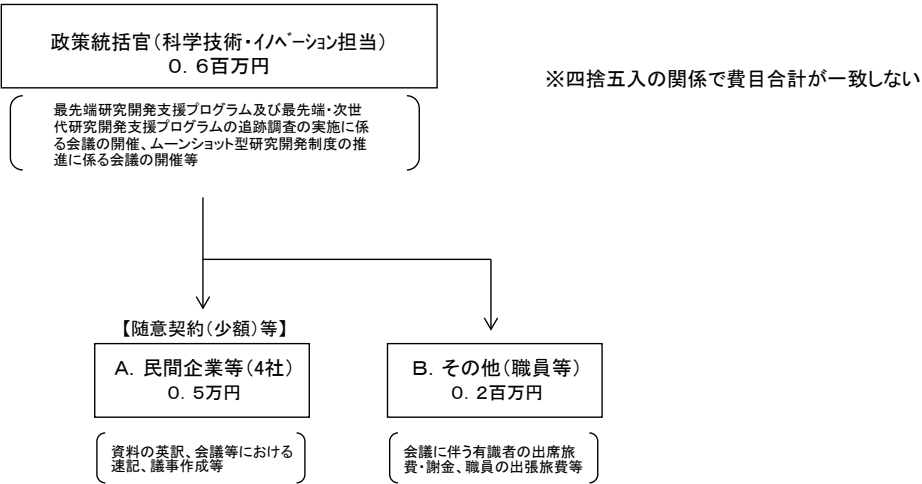 政策統括官（科学技術・イノベーション担当）
０．６百万円
※四捨五入の関係で費目合計が一致しない
最先端研究開発支援プログラム及び最先端・次世
代研究開発支援プログラムの追跡調査の実施に係
る会議の開催、ムーンショット型研究開発制度の推
進に係る会議の開催等
【随意契約（少額）等】
A．民間企業等（4社）
０．５万円
B．その他（職員等）
０．２百万円
資料の英訳、会議等における
速記、議事作成等
会議に伴う有識者の出席旅
費・謝金、職員の出張旅費等